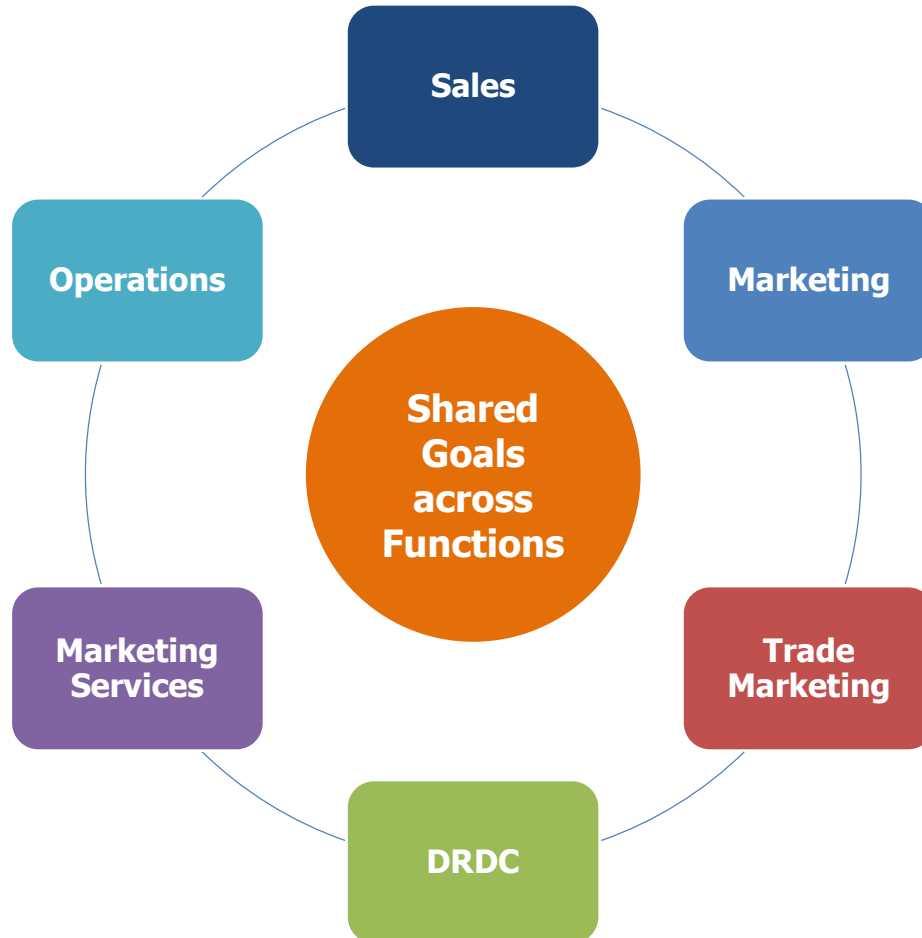 Sales
Operations
Marketing
Shared
Goals
across
Functions
Marketing
Services
Trade
Marketing
DRDC